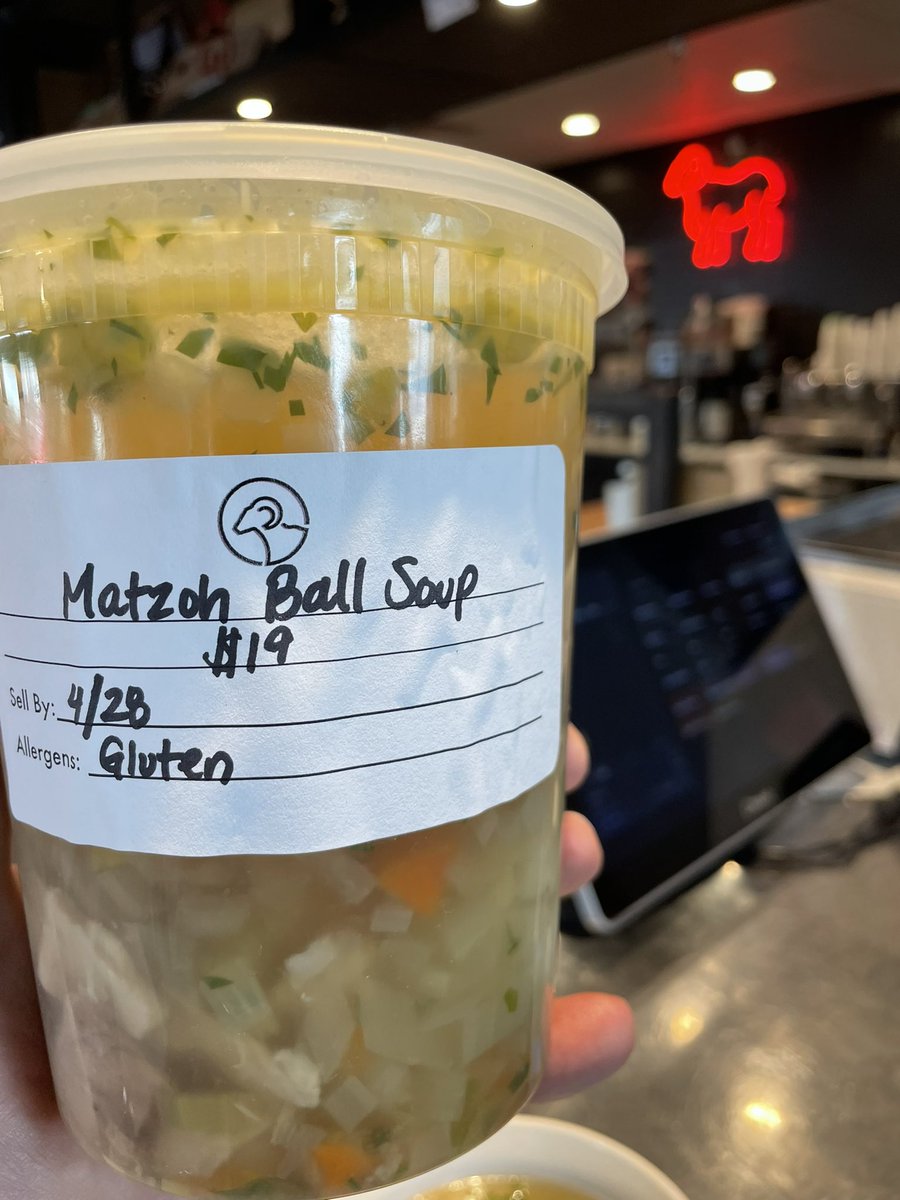 Matzoh Ball Soup
$19
Sell By: 4/28
Allergens: Gluten